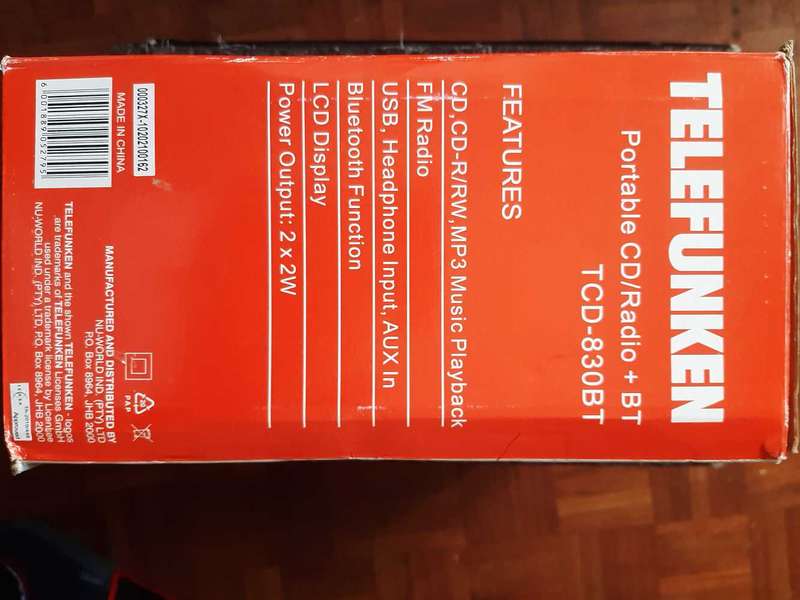 TELEFUNKEN
Portable CD/Radio + BT
TCD-830BT
FEATURES
CD,CD-R/RW,MP3 Music Playback
FM Radio
USB, Headphone Input, AUX In
Bluetooth Function
LCD Display
Power Output: 2 x 2W
000327X-10202100162
MADE IN CHINA
6 001889 052795
PAP
MANUFACTURED AND DISTRIBUTED BY
NU-WORLD IND. (PTY) LTD
P.O. Box 8964, JHB 2000
TELEFUNKEN and the shown TELEFUNKEN - logos
are trademarks of TELEFUNKEN Licenses GmbH
used under a trademark license by Licensee
NU-WORLD IND. (PTY) LTD, P.O. Box 8964, JHB 2000
Approved